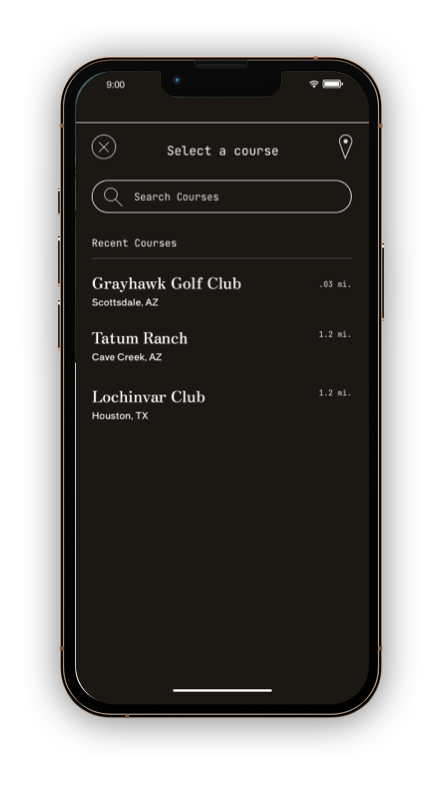 9:00
Select a course
Search Courses
Recent Courses
Grayhawk Golf Club
.03 mi.
Scottsdale, AZ
Tatum Ranch
1.2 mi.
Cave Creek, AZ
Lochinvar Club
1.2 mi.
Houston, TX